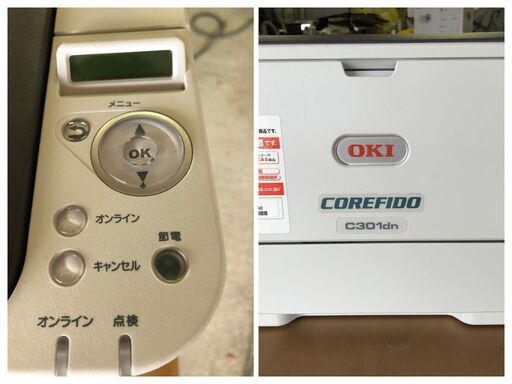 メニュー
OK
オンライン
節電
キャンセル
オンライン 点検
OKI
COREFIDO
C301dn